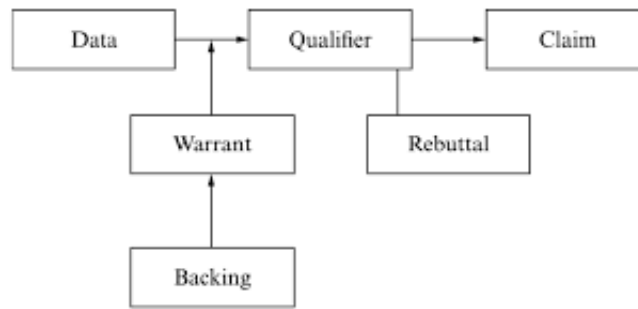 Data
Qualifier
Claim
Warrant
Rebuttal
Backing